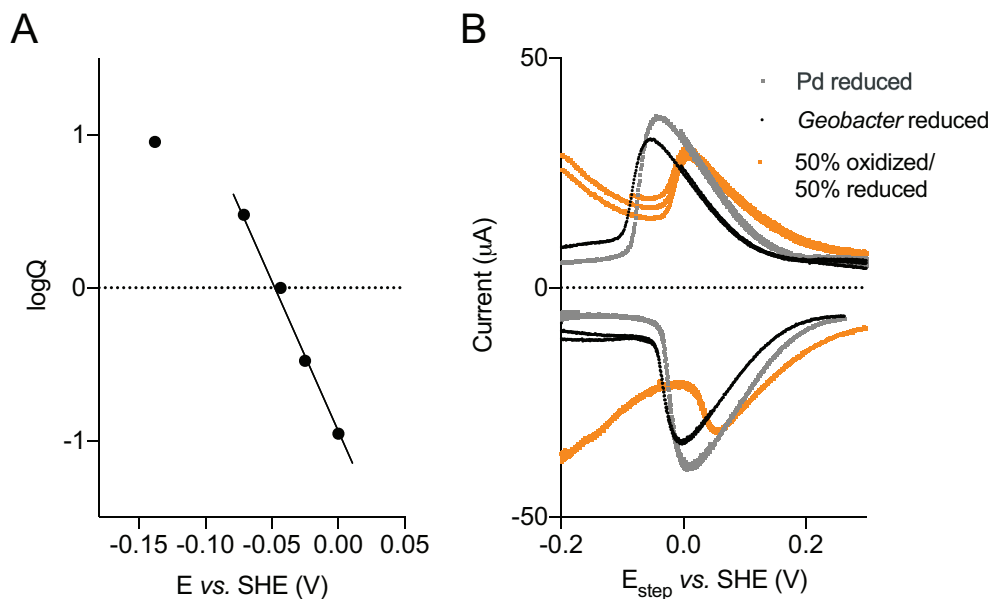 A
logQ
1
0
-1
-0.15 -0.10 -0.05 0.00 0.05
E vs. SHE (V)
B
Current (µA)
50
0
-50
-0.2 0.0 0.2
E_step vs. SHE (V)
Pd reduced
Geobacter reduced
50% oxidized/
50% reduced